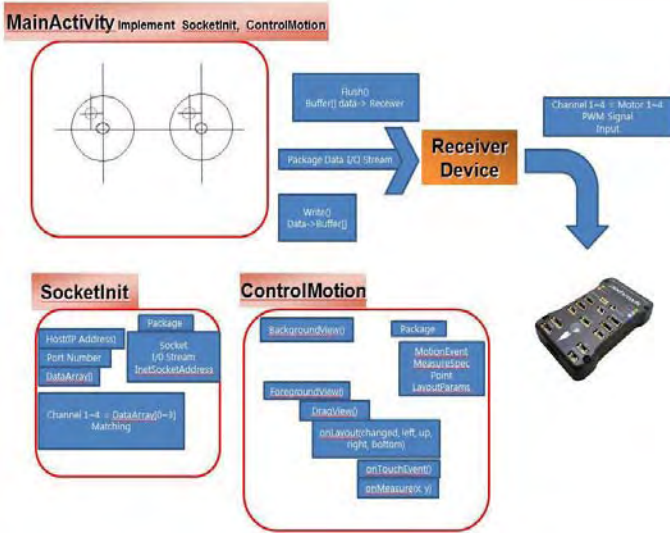 MainActivity Implement SocketInit, ControlMotion
Flush()
Buffer[] data-> Receiver
Package Data I/O Stream
Write()
Data->Buffer[]
Receiver
Device
Channel 1~4 = Motor 1~4
PWM Signal
Input
SocketInit
Host(IP Address)
Port Number
DataArray[]
Package
Socket
I/O Stream
InetSocketAddress
Channel 1~4 = DataArray[0~3]
Matching
ControlMotion
BackgroundView()
Package
MotionEvent
MeasureSpec
Point
LayoutParams
ForegroundView()
DragView()
onLayout(changed, left, up,
right, bottom)
onTouchEvent()
onMeasure(x, y)